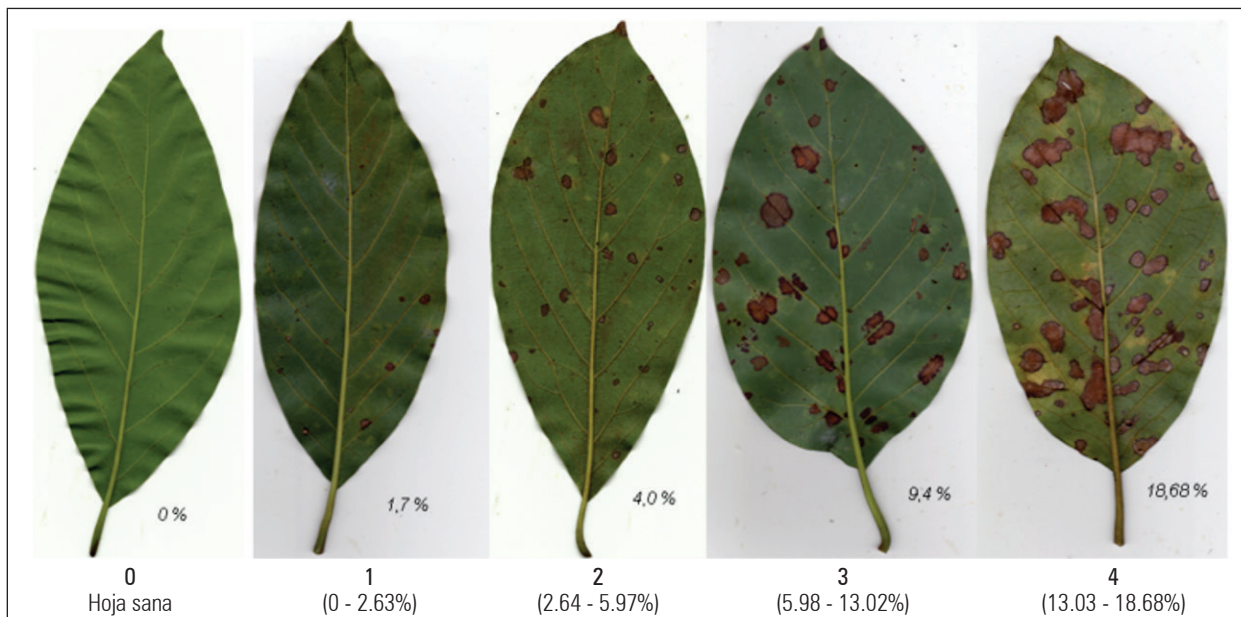 0 %
1,7 %
4,0 %
9,4 %
18,68 %
0 1 2 3 4
Hoja sana (0 - 2.63%) (2.64 - 5.97%) (5.98 - 13.02%) (13.03 - 18.68%)